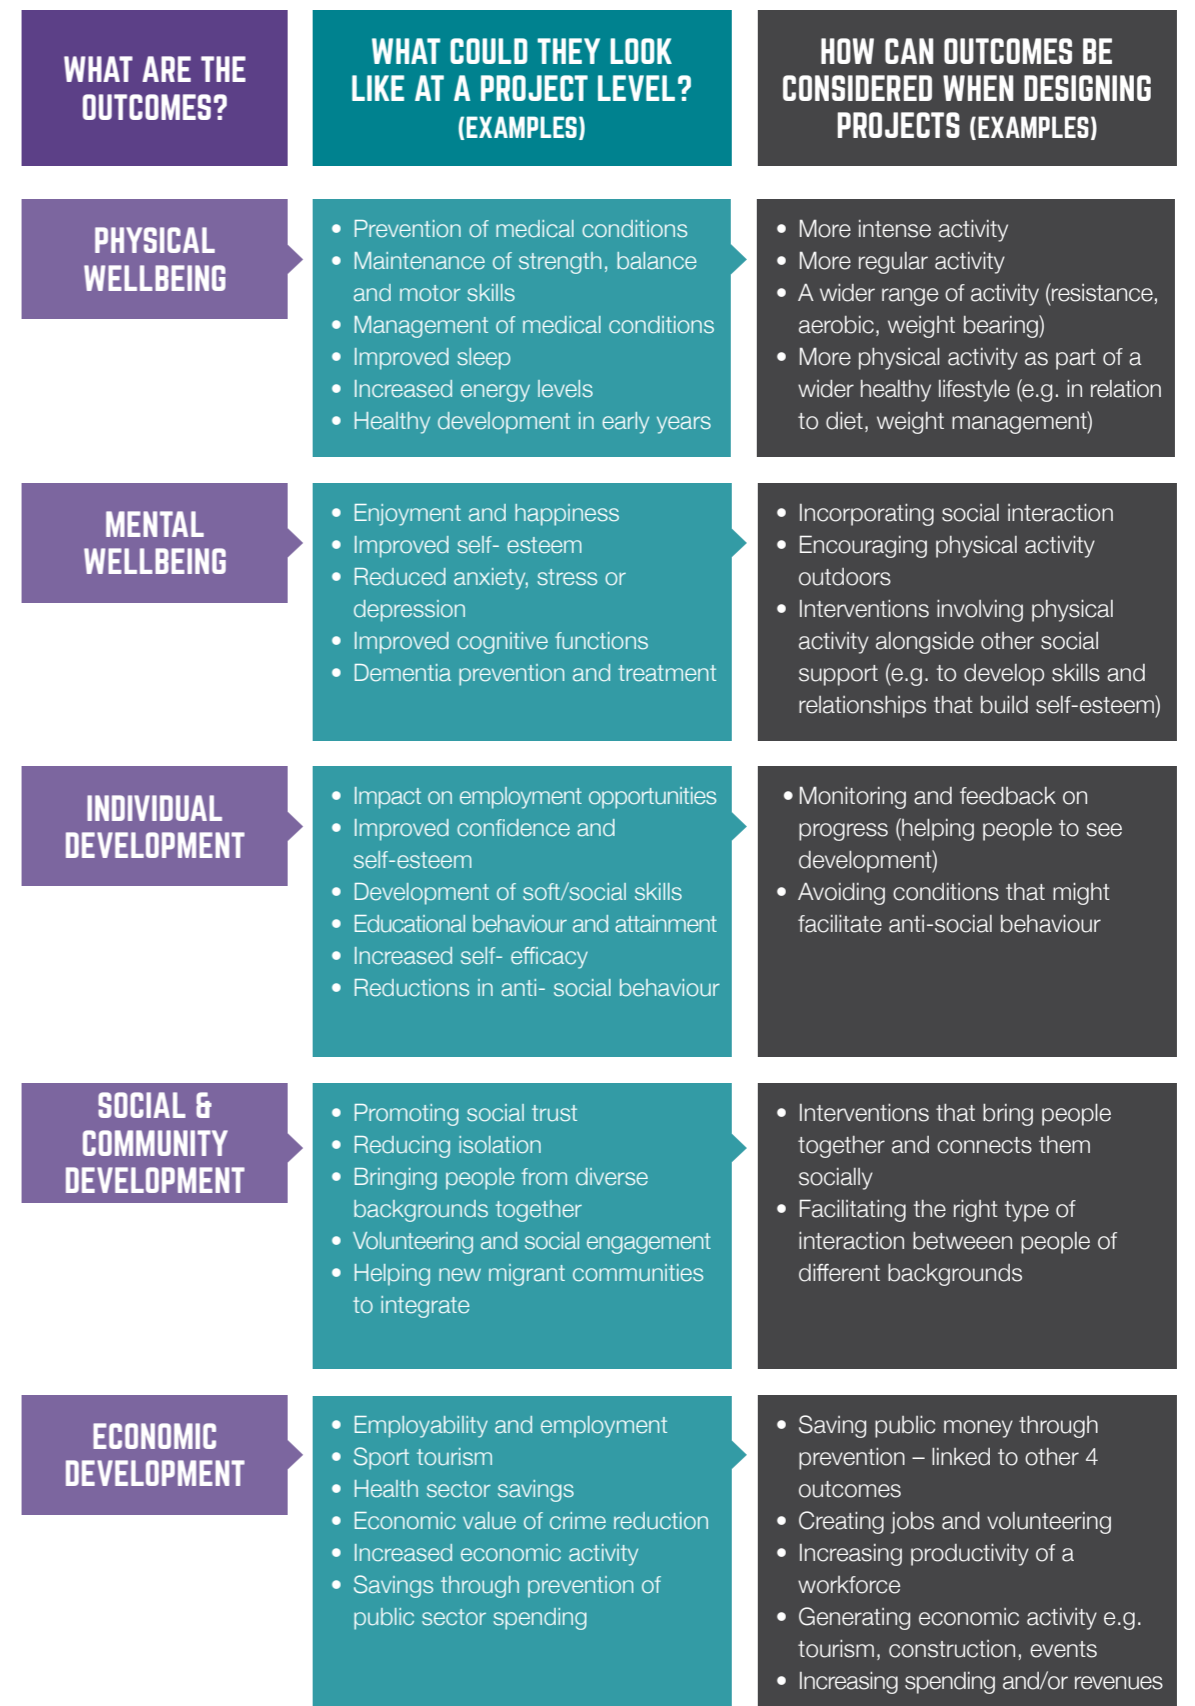 WHAT ARE THE
OUTCOMES?
WHAT COULD THEY LOOK
LIKE AT A PROJECT LEVEL?
(EXAMPLES)
HOW CAN OUTCOMES BE
CONSIDERED WHEN DESIGNING
PROJECTS (EXAMPLES)
PHYSICAL
WELLBEING
• Prevention of medical conditions
• Maintenance of strength, balance
and motor skills
• Management of medical conditions
• Improved sleep
• Increased energy levels
• Healthy development in early years
• More intense activity
• More regular activity
• A wider range of activity (resistance,
aerobic, weight bearing)
• More physical activity as part of a
wider healthy lifestyle (e.g. in relation
to diet, weight management)
MENTAL
WELLBEING
• Enjoyment and happiness
• Improved self- esteem
• Reduced anxiety, stress or
depression
• Improved cognitive functions
• Dementia prevention and treatment
• Incorporating social interaction
• Encouraging physical activity
outdoors
• Interventions involving physical
activity alongside other social
support (e.g. to develop skills and
relationships that build self-esteem)
INDIVIDUAL
DEVELOPMENT
• Impact on employment opportunities
• Improved confidence and
self-esteem
• Development of soft/social skills
• Educational behaviour and attainment
• Increased self- efficacy
• Reductions in anti- social behaviour
• Monitoring and feedback on
progress (helping people to see
development)
• Avoiding conditions that might
facilitate anti-social behaviour
SOCIAL &
COMMUNITY
DEVELOPMENT
• Promoting social trust
• Reducing isolation
• Bringing people from diverse
backgrounds together
• Volunteering and social engagement
• Helping new migrant communities
to integrate
• Interventions that bring people
together and connects them
socially
• Facilitating the right type of
interaction betweeen people of
different backgrounds
ECONOMIC
DEVELOPMENT
• Employability and employment
• Sport tourism
• Health sector savings
• Economic value of crime reduction
• Increased economic activity
• Savings through prevention of
public sector spending
• Saving public money through
prevention – linked to other 4
outcomes
• Creating jobs and volunteering
• Increasing productivity of a
workforce
• Generating economic activity e.g.
tourism, construction, events
• Increasing spending and/or revenues